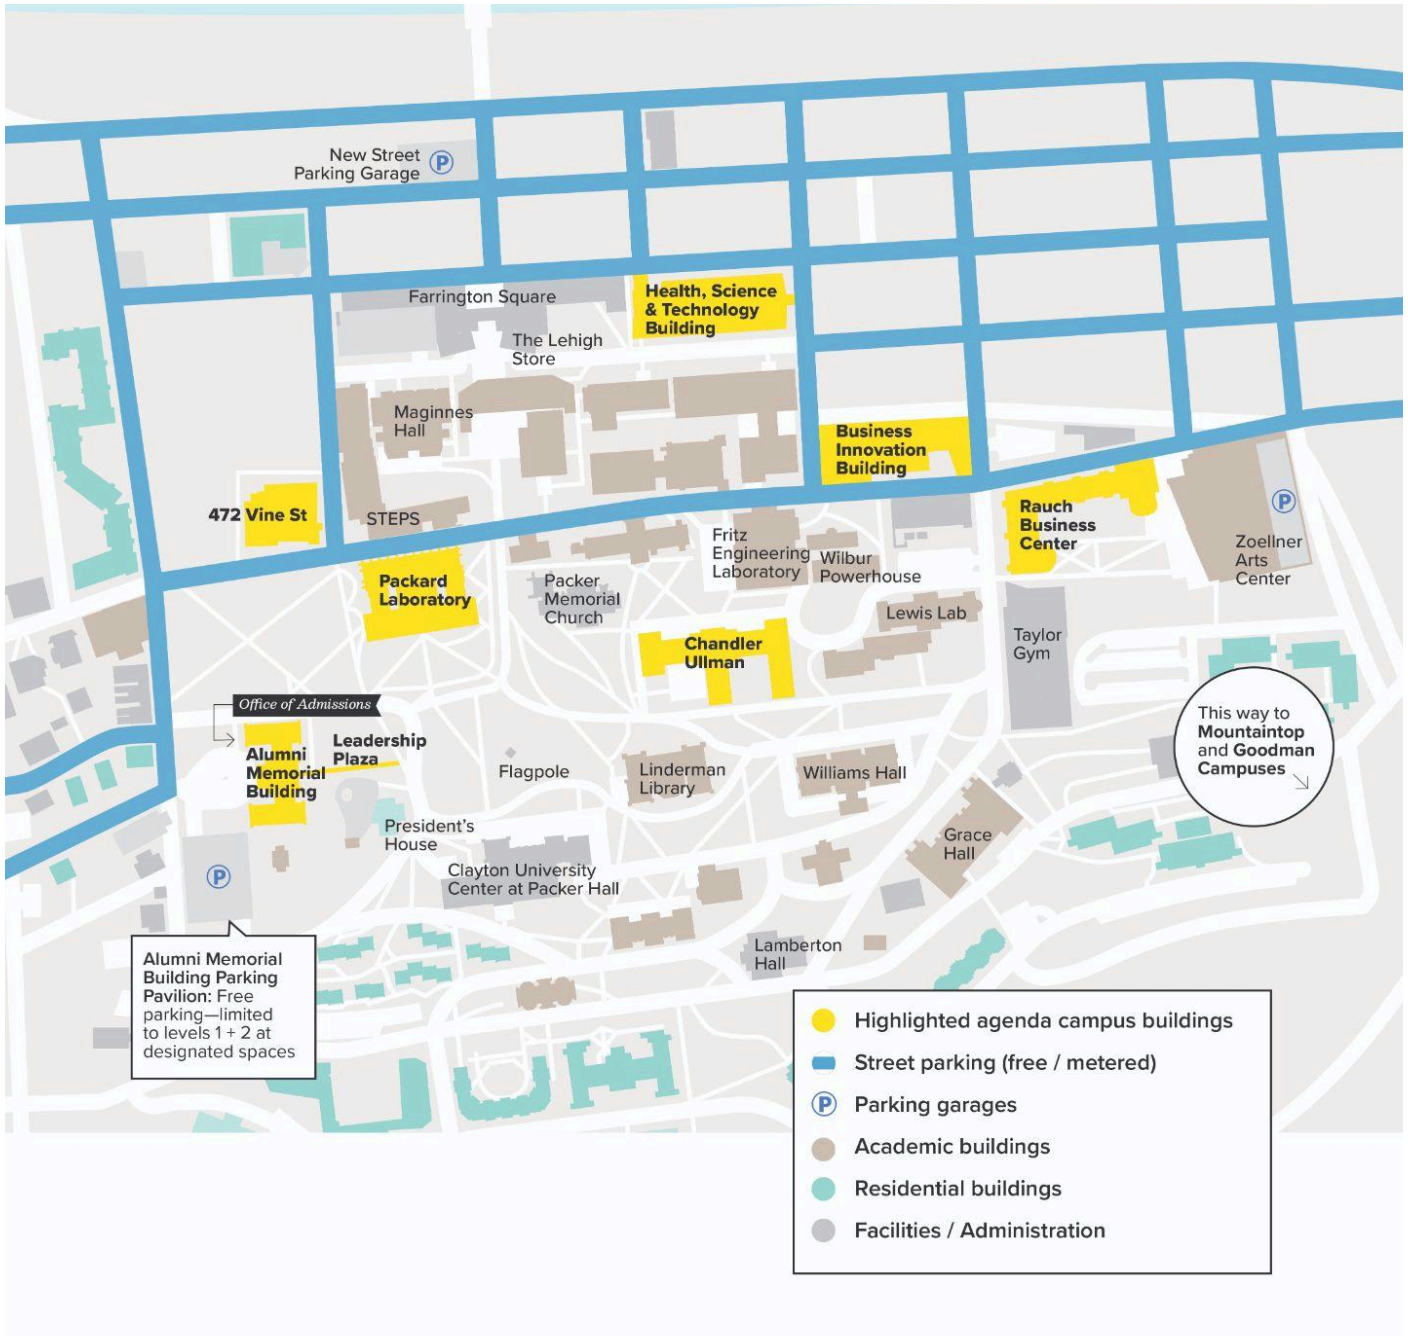 New Street
Parking Garage
P
Farrington Square
Health, Science
& Technology
Building
The Lehigh
Store
Maginnes
Hall
Business
Innovation
Building
472 Vine St
STEPS
Rauch
Business
Center
P
Zoellner
Arts
Center
Fritz
Engineering
Laboratory
Wilbur
Powerhouse
Packard
Laboratory
Packer
Memorial
Church
Lewis Lab
Chandler
Ullman
Taylor
Gym
Office of Admissions
Alumni
Memorial
Building
Leadership
Plaza
Flagpole
Linderman
Library
Williams Hall
This way to
Mountaintop
and Goodman
Campuses
President's
House
Grace
Hall
Clayton University
Center at Packer Hall
P
Lamberton
Hall
Alumni Memorial
Building Parking
Pavilion: Free
parking—limited
to levels 1 + 2 at
designated spaces
Highlighted agenda campus buildings
Street parking (free / metered)
P
Parking garages
Academic buildings
Residential buildings
Facilities / Administration